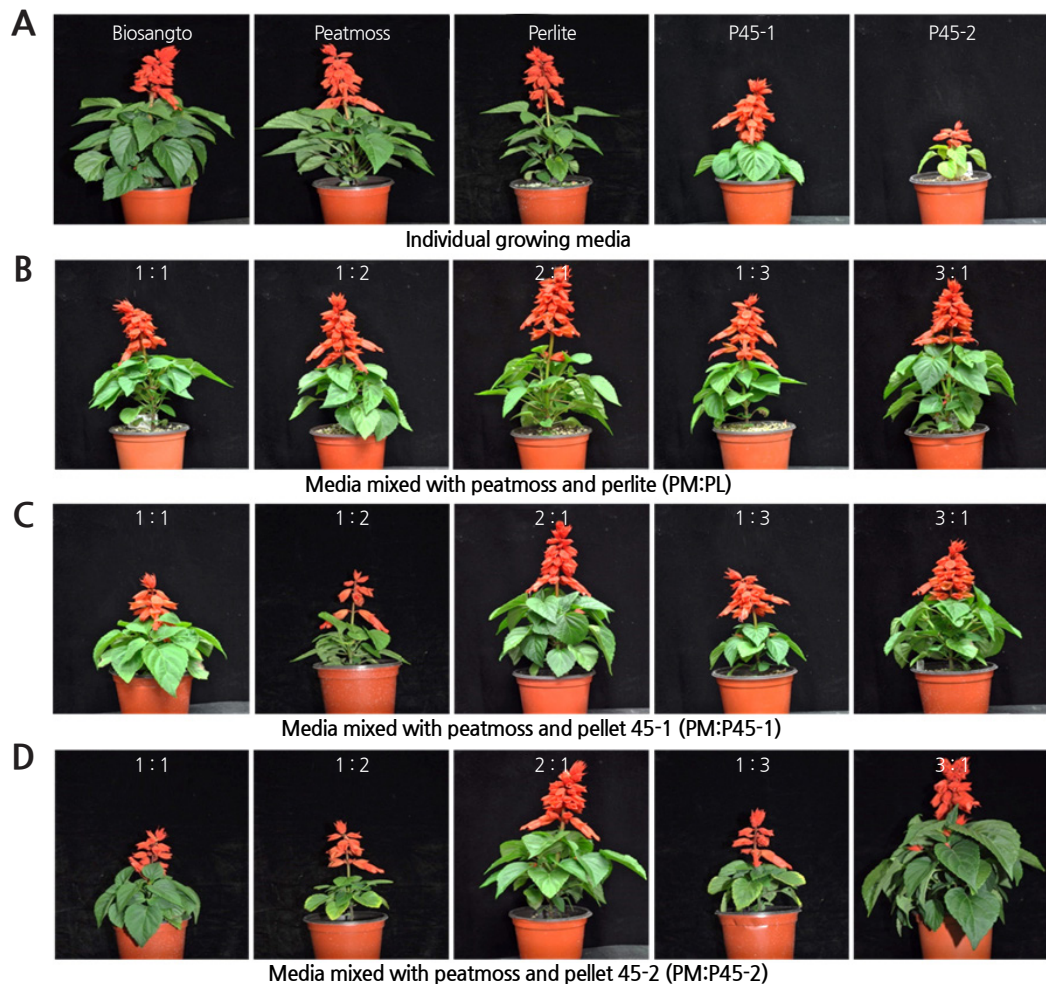 A
Biosangto Peatmoss Perlite P45-1 P45-2
Individual growing media
B
1 : 1 1 : 2 2 : 1 1 : 3 3 : 1
Media mixed with peatmoss and perlite (PM:PL)
C
1 : 1 1 : 2 2 : 1 1 : 3 3 : 1
Media mixed with peatmoss and pellet 45-1 (PM:P45-1)
D
1 : 1 1 : 2 2 : 1 1 : 3 3 : 1
Media mixed with peatmoss and pellet 45-2 (PM:P45-2)